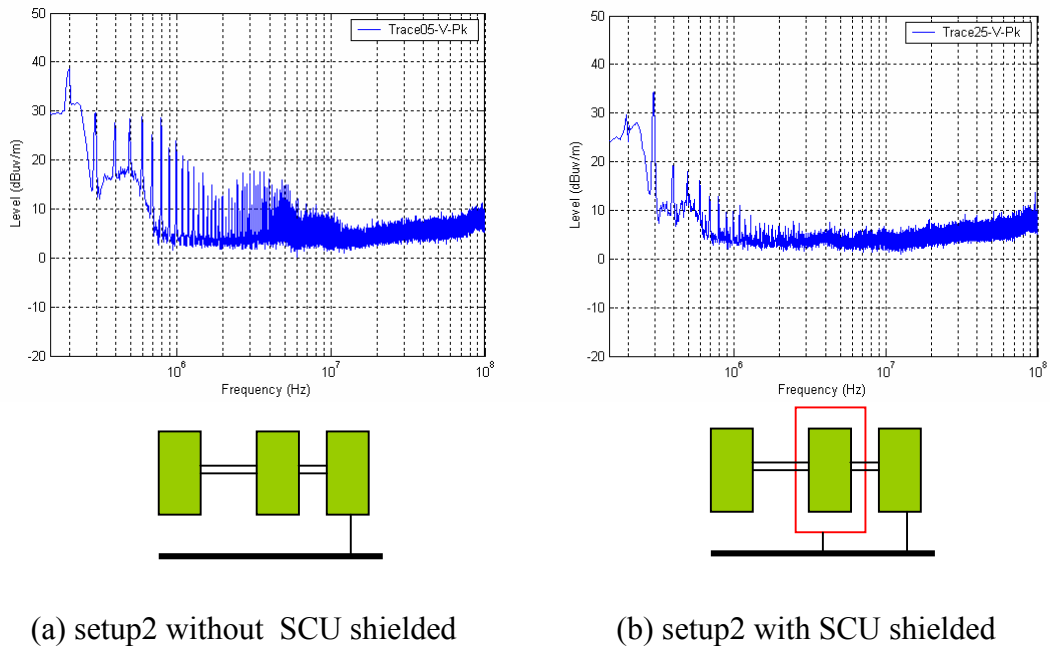 50
40
30
20
10
0
-10
-20
Level (dBuv/m)
Trace05-V-Pk
10^6
10^7
10^8
Frequency (Hz)
50
40
30
20
10
0
-10
-20
Level (dBuv/m)
Trace25-V-Pk
10^6
10^7
10^8
Frequency (Hz)
(a) setup2 without SCU shielded
(b) setup2 with SCU shielded